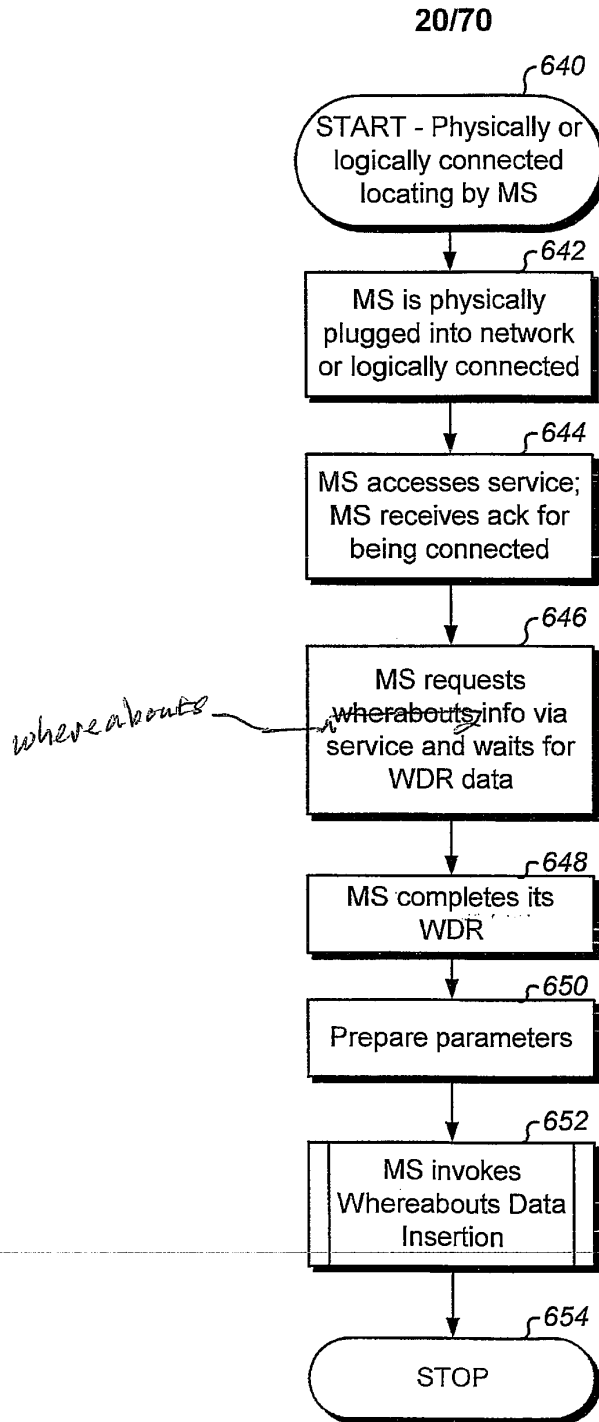 20/70
640
START - Physically or
logically connected
locating by MS
642
MS is physically
plugged into network
or logically connected
644
MS accesses service;
MS receives ack for
being connected
646
MS requests
wherabouts info via
whereabouts
service and waits for
WDR data
648
MS completes its
WDR
650
Prepare parameters
652
MS invokes
Whereabouts Data
Insertion
654
STOP